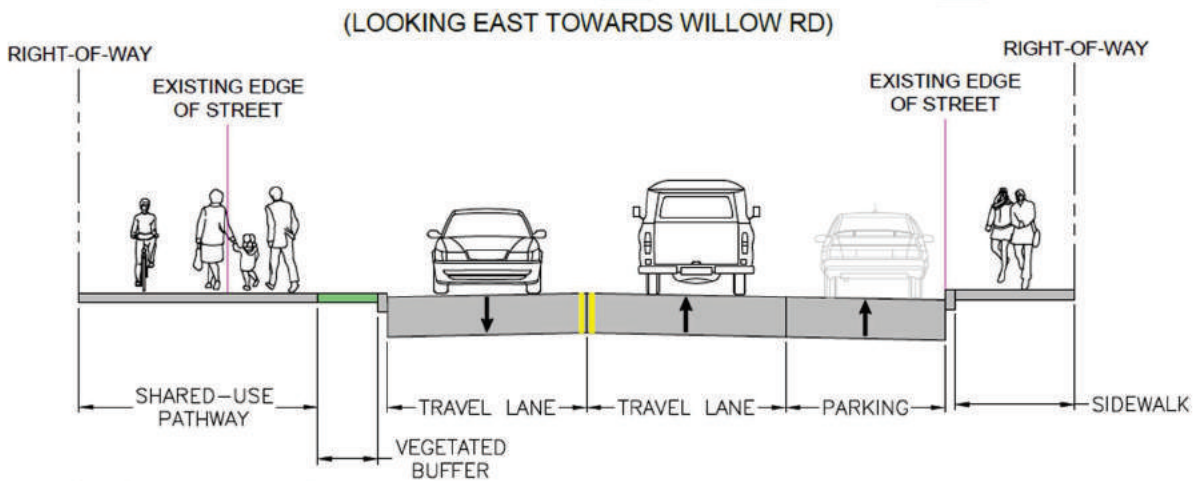 (LOOKING EAST TOWARDS WILLOW RD)
RIGHT-OF-WAY
RIGHT-OF-WAY
EXISTING EDGE
OF STREET
EXISTING EDGE
OF STREET
SHARED-USE
PATHWAY
TRAVEL LANE
TRAVEL LANE
PARKING
SIDEWALK
VEGETATED
BUFFER